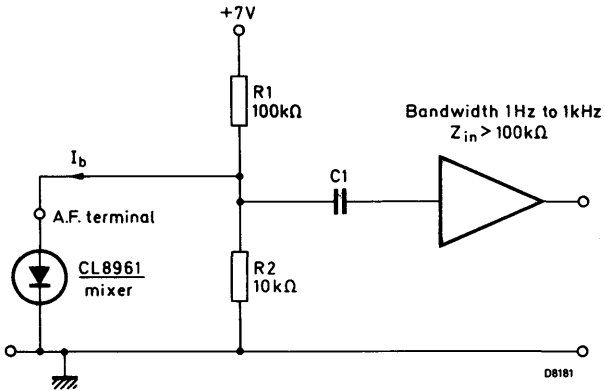 +7V
R1
100kΩ
Bandwidth 1Hz to 1kHz
Zin > 100kΩ
Ib
C1
A.F. terminal
CL8961
mixer
R2
10kΩ
D8181